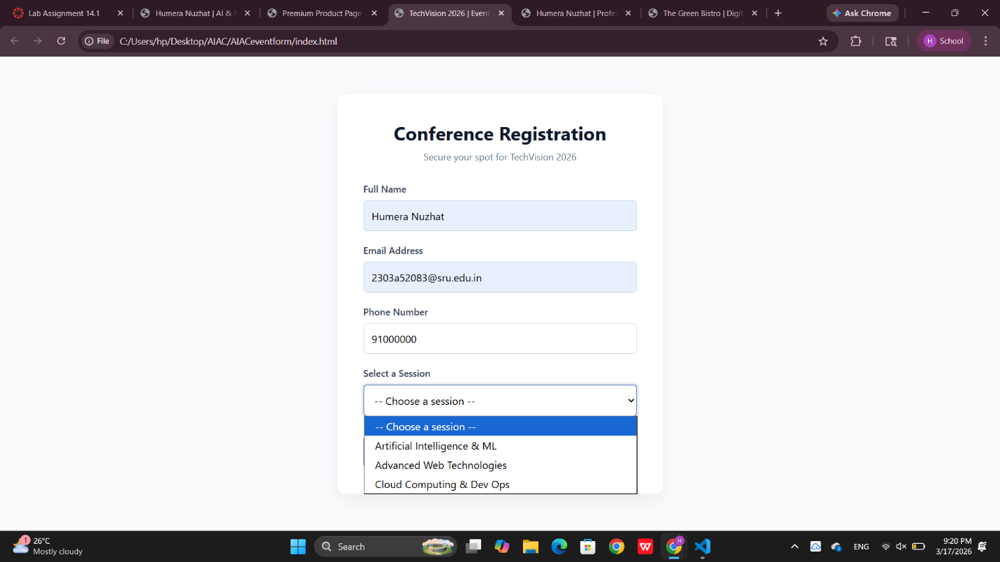 Lab Assignment 14.1
Humera Nuzhat | AI &
Premium Product Page
TechVision 2026 | Event
Humera Nuzhat | Profe
The Green Bistro | Digit
Ask Chrome
File
C:/Users/hp/Desktop/AIAC/AIACeventform/index.html
H School
Conference Registration
Secure your spot for TechVision 2026
Full Name
Humera Nuzhat
Email Address
2303a52083@sru.edu.in
Phone Number
91000000
Select a Session
-- Choose a session --
-- Choose a session --
Artificial Intelligence & ML
Advanced Web Technologies
Cloud Computing & Dev Ops
1
26°C
Mostly cloudy
Search
W
H
ENG
9:20 PM
3/17/2026